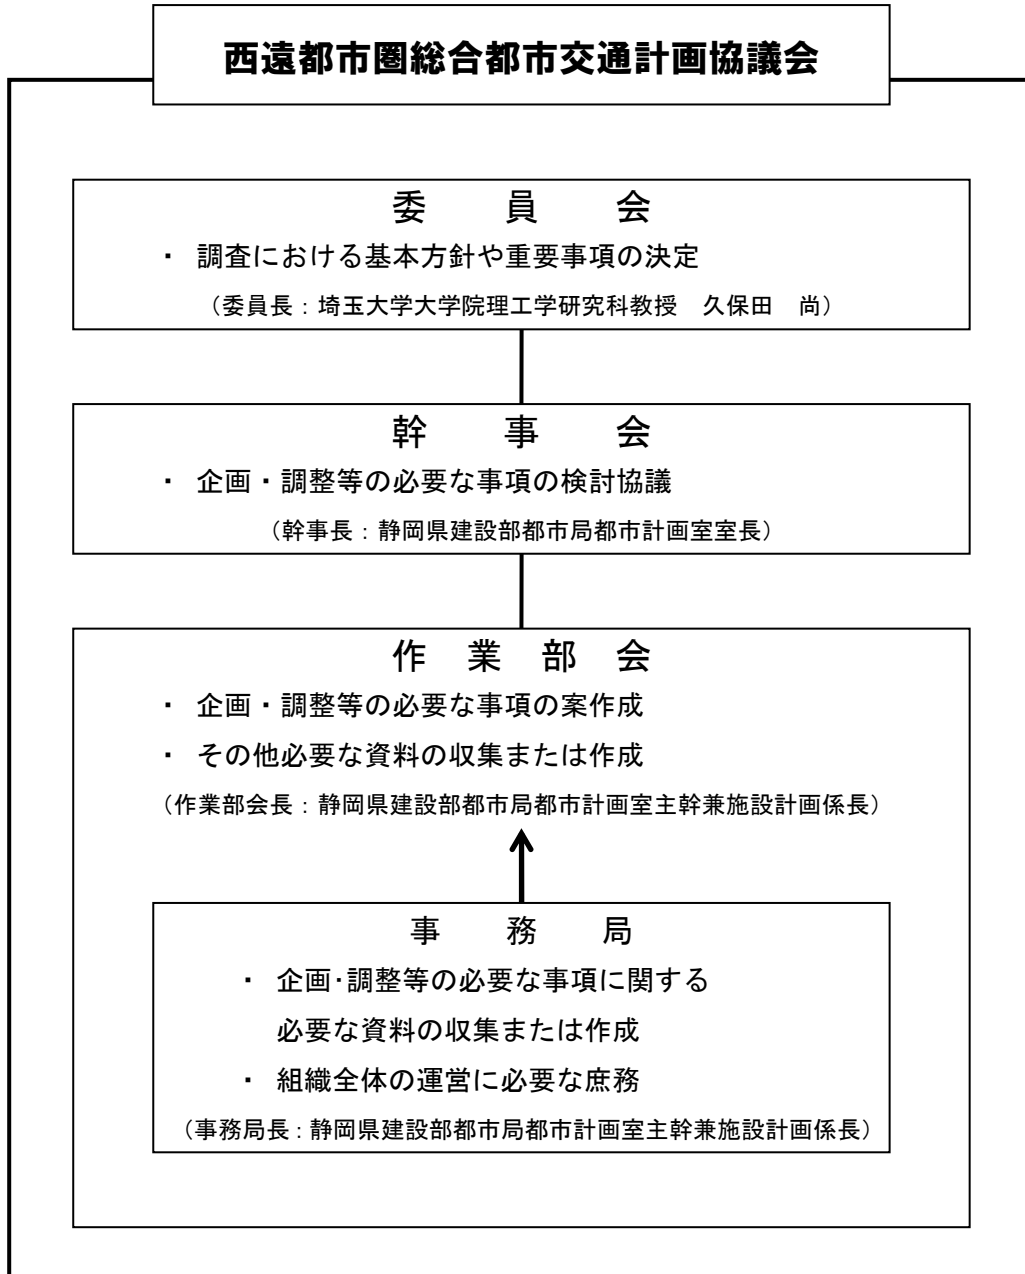 西遠都市圏総合都市交通計画協議会
委　員　会
・ 調査における基本方針や重要事項の決定
（委員長：埼玉大学大学院理工学研究科教授　久保田　尚）
幹　事　会
・ 企画・調整等の必要な事項の検討協議
（幹事長：静岡県建設部都市局都市計画室室長）
作　業　部　会
・ 企画・調整等の必要な事項の案作成
・ その他必要な資料の収集または作成
（作業部会長：静岡県建設部都市局都市計画室主幹兼施設計画係長）
事　務　局
・ 企画･調整等の必要な事項に関する
必要な資料の収集または作成
・ 組織全体の運営に必要な庶務
（事務局長：静岡県建設部都市局都市計画室主幹兼施設計画係長）